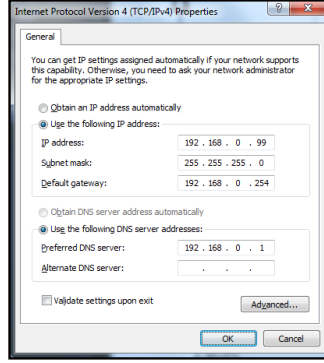 Internet Protocol Version 4 (TCP/IPv4) Properties
General
You can get IP settings assigned automatically if your network supports
this capability. Otherwise, you need to ask your network administrator
for the appropriate IP settings.
Obtain an IP address automatically
Use the following IP address:
IP address: 192 . 168 . 0 . 99
Subnet mask: 255 . 255 . 255 . 0
Default gateway: 192 . 168 . 0 . 254
Obtain DNS server address automatically
Use the following DNS server addresses:
Preferred DNS server: 192 . 168 . 0 . 1
Alternate DNS server: . . .
Validate settings upon exit
Advanced...
OK Cancel